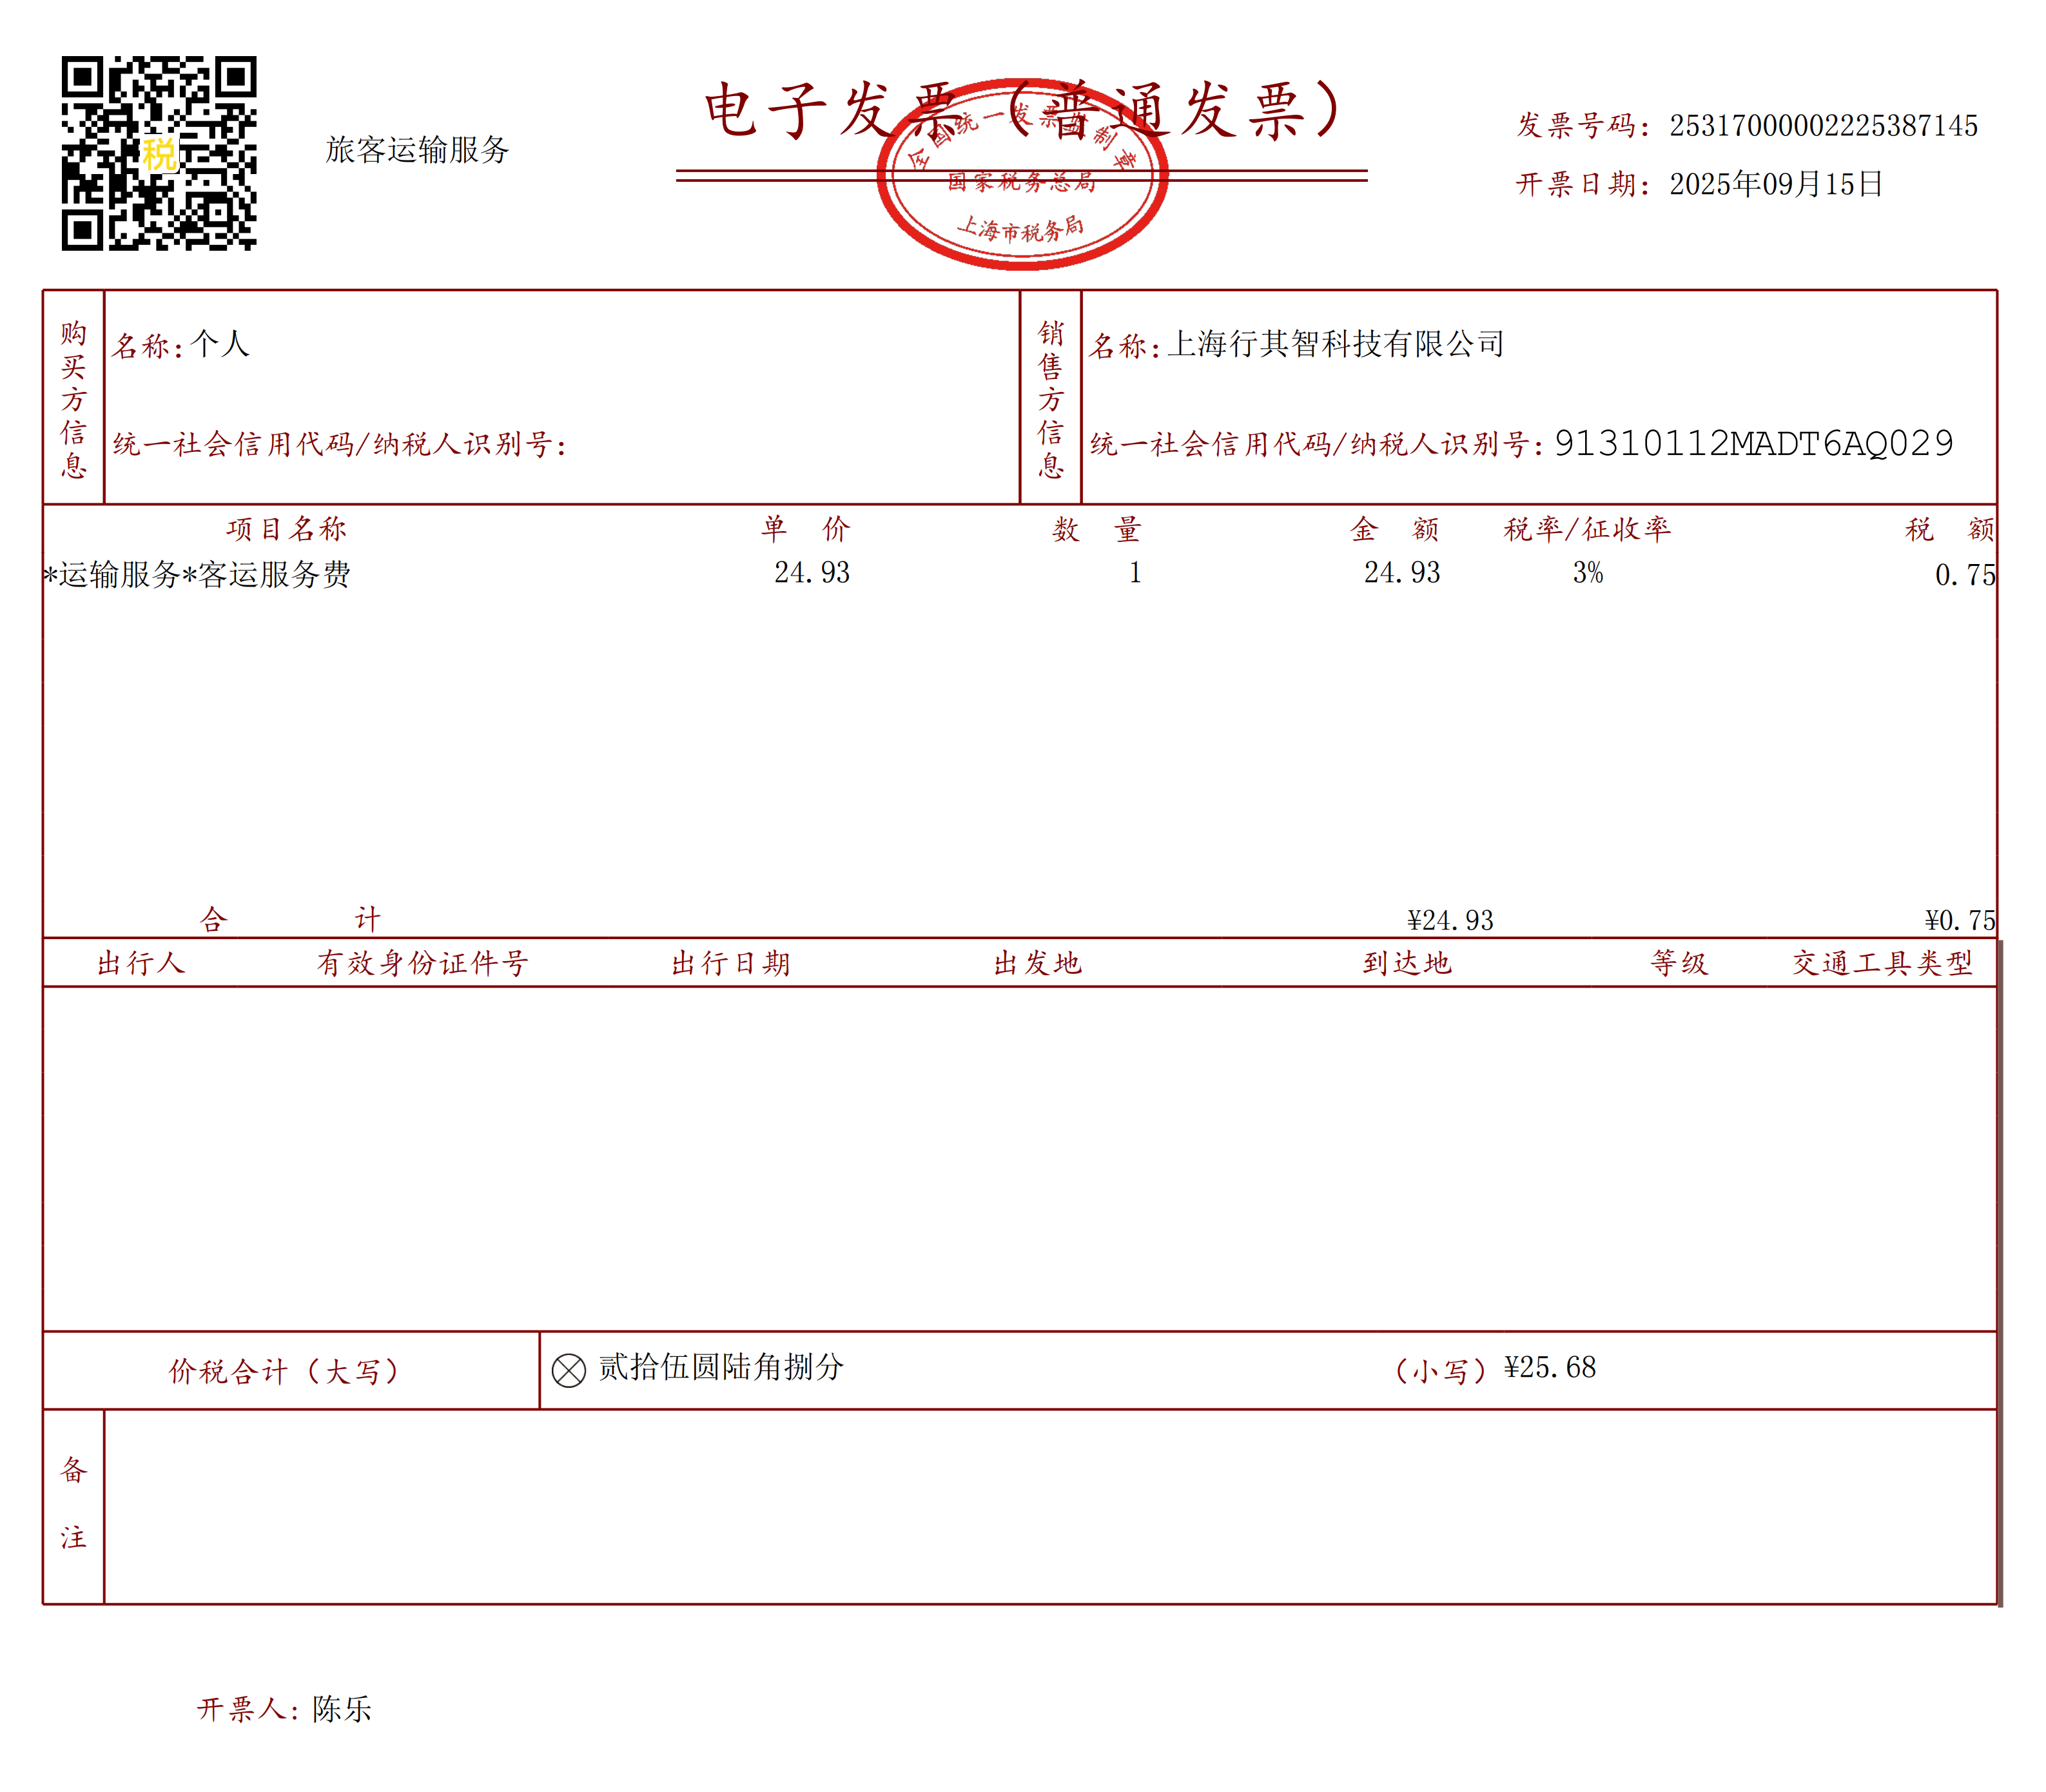 税
旅客运输服务
电子发票（普通发票）
全国统一发票监制章
国家税务总局
上海市税务局
发票号码：25317000002225387145
开票日期：2025年09月15日
购买方信息
名称：个人
统一社会信用代码/纳税人识别号：
销售方信息
名称：上海行其智科技有限公司
统一社会信用代码/纳税人识别号：91310112MADT6AQ029
项目名称 单 价 数 量 金 额 税率/征收率 税 额
*运输服务*客运服务费 24.93 1 24.93 3% 0.75
合 计 ¥24.93 ¥0.75
出行人 有效身份证件号 出行日期 出发地 到达地 等级 交通工具类型
价税合计（大写） 贰拾伍圆陆角捌分 （小写）¥25.68
备注
开票人：陈乐